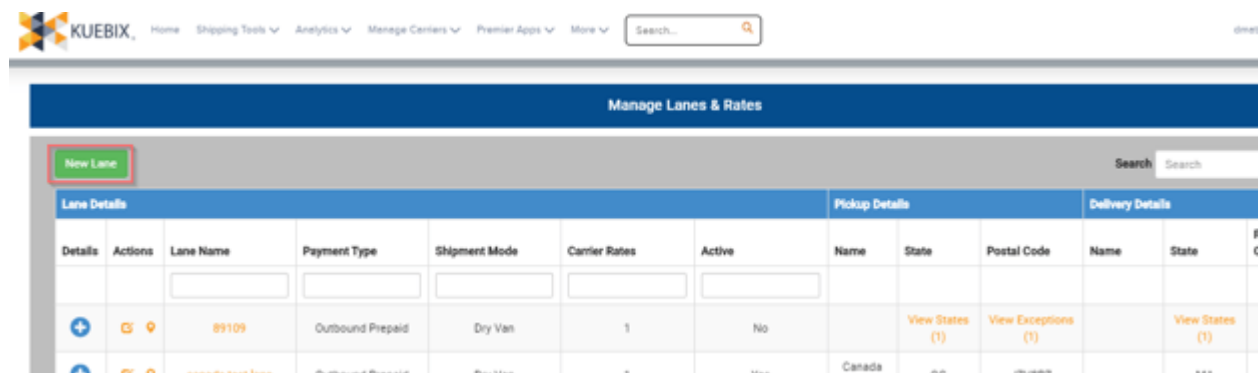 KUEBIX
Home Shipping Tools Analytics Manage Carriers Premier Apps More Search...
Manage Lanes & Rates
New Lane Search Search
Lane Details Pickup Details Delivery Details
Details Actions Lane Name Payment Type Shipment Mode Carrier Rates Active Name State Postal Code Name State
89109 Outbound Prepaid Dry Van 1 No View States (1) View Exceptions (1) View States (1)
Canada